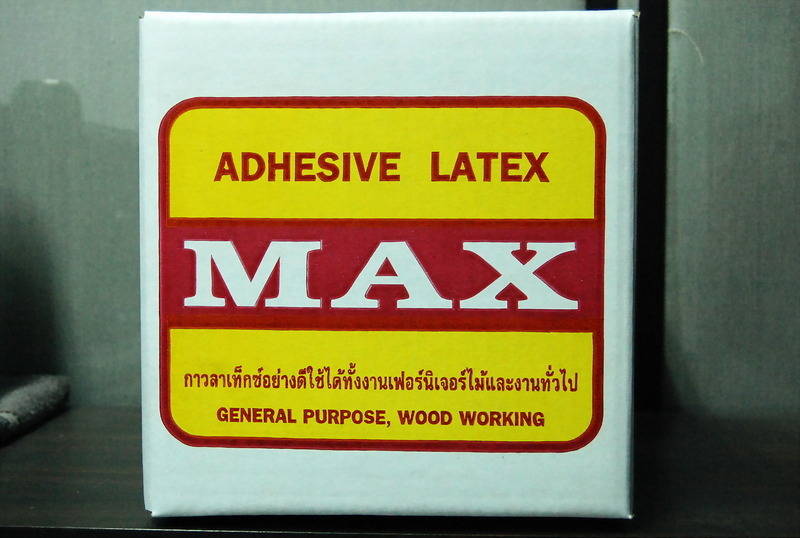 ADHESIVE LATEX
MAX
กาวลาเท็กซ์อย่างดีใช้ได้ทั้งงานเฟอร์นิเจอร์ไม้และงานทั่วไป
GENERAL PURPOSE, WOOD WORKING